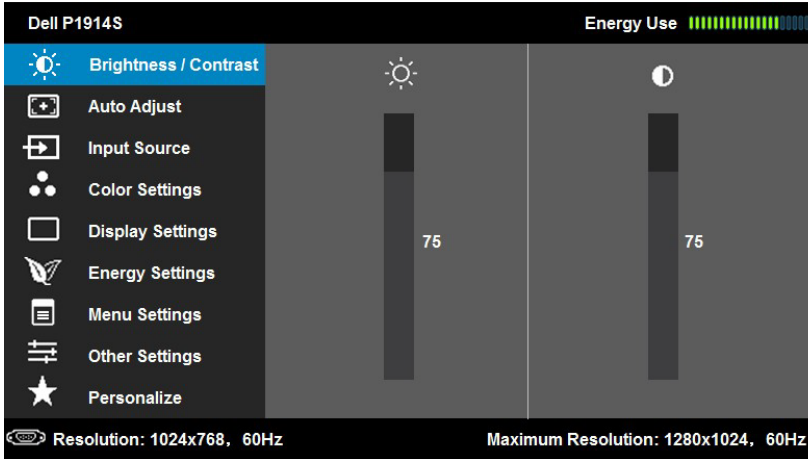 Dell P1914S
Energy Use
Brightness / Contrast
Auto Adjust
Input Source
Color Settings
Display Settings
Energy Settings
Menu Settings
Other Settings
Personalize
75
75
Resolution: 1024x768, 60Hz
Maximum Resolution: 1280x1024, 60Hz